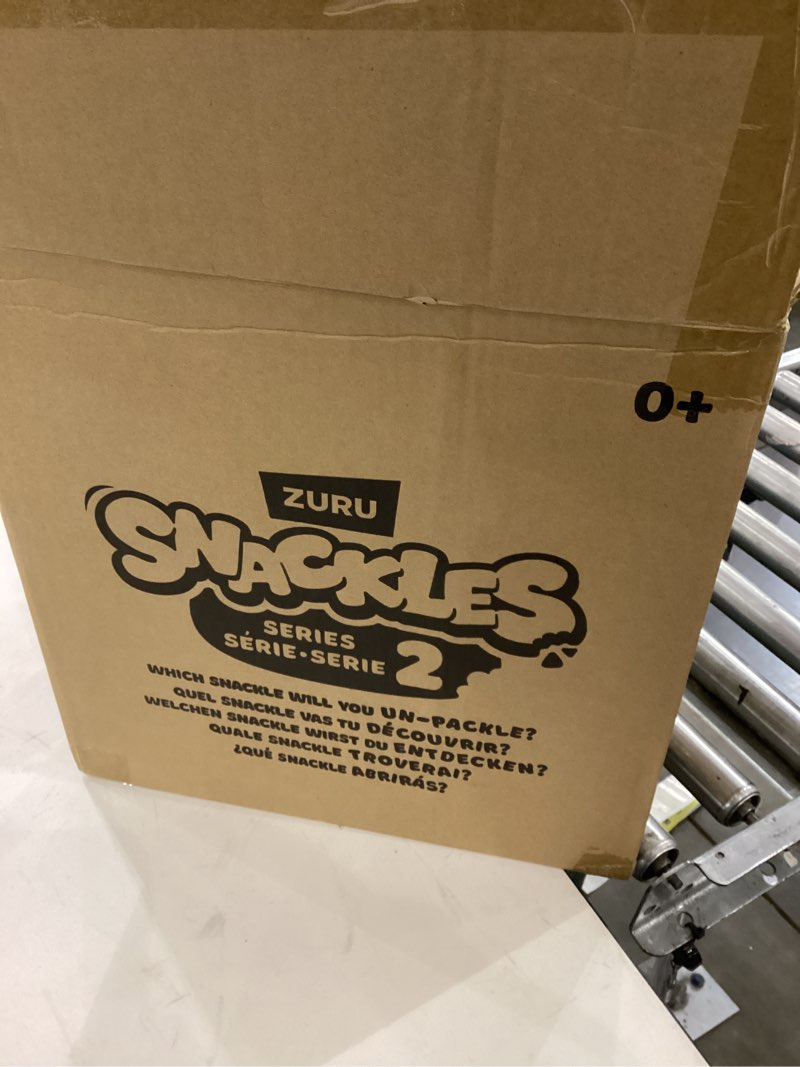 0+
ZURU
SNACKLES
SERIES
SÉRIE·SERIE 2
WHICH SNACKLE WILL YOU UN-PACKLE?
QUEL SNACKLE VAS TU DÉCOUVRIR?
WELCHEN SNACKLE WIRST DU ENTDECKEN?
QUALE SNACKLE TROVERAI?
¿QUÉ SNACKLE ABRIRÁS?
1